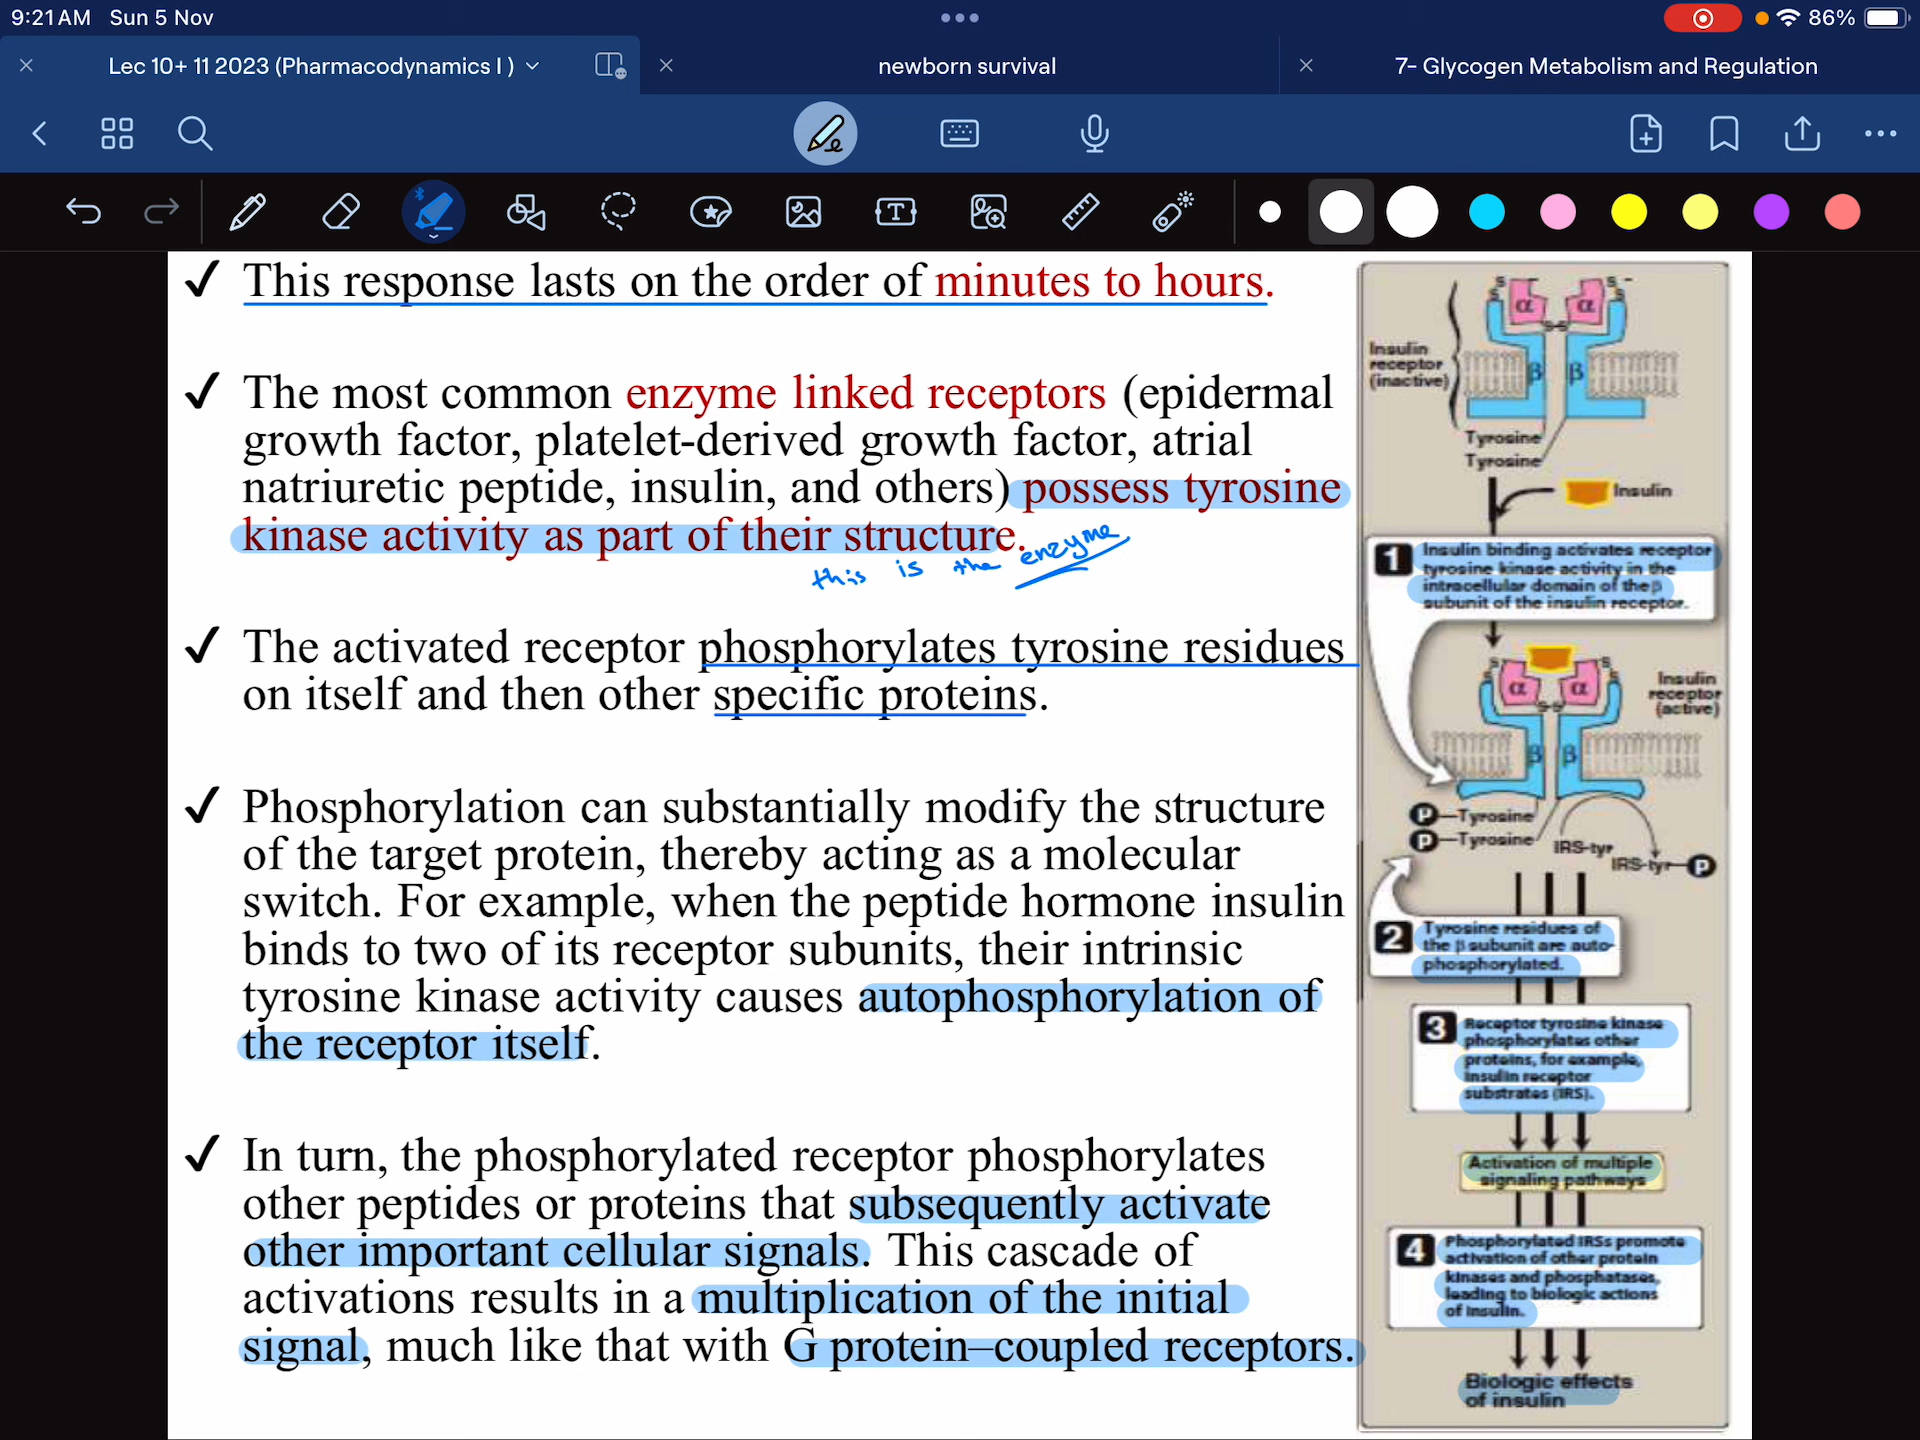 9:21 AM Sun 5 Nov
86%
Lec 10+ 11 2023 (Pharmacodynamics I )
newborn survival
7- Glycogen Metabolism and Regulation
✓ This response lasts on the order of minutes to hours.
✓ The most common enzyme linked receptors (epidermal
growth factor, platelet-derived growth factor, atrial
natriuretic peptide, insulin, and others) possess tyrosine
kinase activity as part of their structure.
this is the enzyme
✓ The activated receptor phosphorylates tyrosine residues
on itself and then other specific proteins.
✓ Phosphorylation can substantially modify the structure
of the target protein, thereby acting as a molecular
switch. For example, when the peptide hormone insulin
binds to two of its receptor subunits, their intrinsic
tyrosine kinase activity causes autophosphorylation of
the receptor itself.
✓ In turn, the phosphorylated receptor phosphorylates
other peptides or proteins that subsequently activate
other important cellular signals. This cascade of
activations results in a multiplication of the initial
signal, much like that with G protein–coupled receptors.
S S
α α
S-S
Insulin
receptor
(inactive)
β β
Tyrosine
Tyrosine
Insulin
1 Insulin binding activates receptor
tyrosine kinase activity in the
intracellular domain of the β
subunit of the insulin receptor.
S S
α α
S-S
Insulin
receptor
(active)
β β
P Tyrosine
P Tyrosine
IRS-tyr
IRS-tyr P
2 Tyrosine residues of
the β subunit are auto-
phosphorylated.
3 Receptor tyrosine kinase
phosphorylates other
proteins, for example,
insulin receptor
substrates (IRS).
Activation of multiple
signaling pathways
4 Phosphorylated IRSs promote
activation of other protein
kinases and phosphatases,
leading to biologic actions
of insulin.
Biologic effects
of insulin